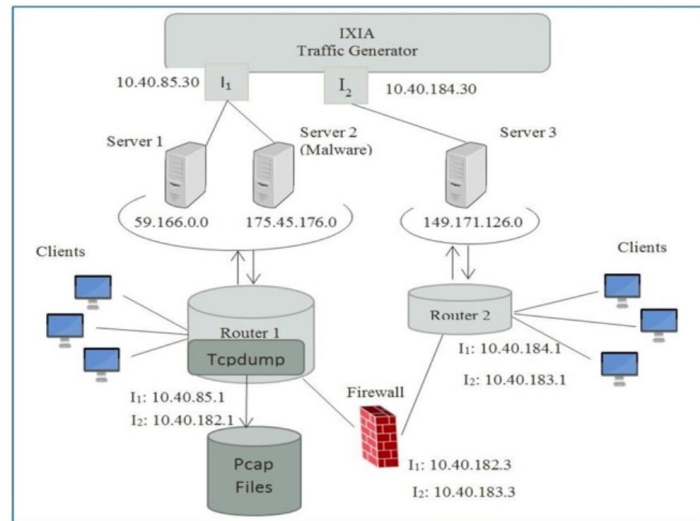 IXIA
Traffic Generator
10.40.85.30
I₁
I₂
10.40.184.30
Server 1
Server 2
(Malware)
Server 3
59.166.0.0
175.45.176.0
149.171.126.0
Clients
Clients
Router 1
Tcpdump
Router 2
I₁: 10.40.85.1
I₂: 10.40.182.1
I₁: 10.40.184.1
I₂: 10.40.183.1
Firewall
Pcap
Files
I₁: 10.40.182.3
I₂: 10.40.183.3